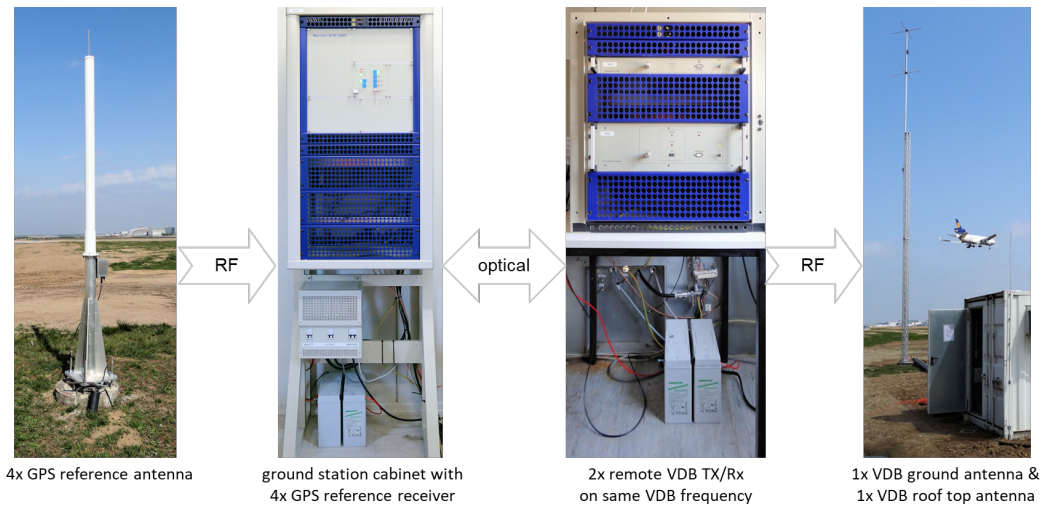 RF
optical
RF
4x GPS reference antenna
ground station cabinet with
4x GPS reference receiver
2x remote VDB TX/Rx
on same VDB frequency
1x VDB ground antenna &
1x VDB roof top antenna